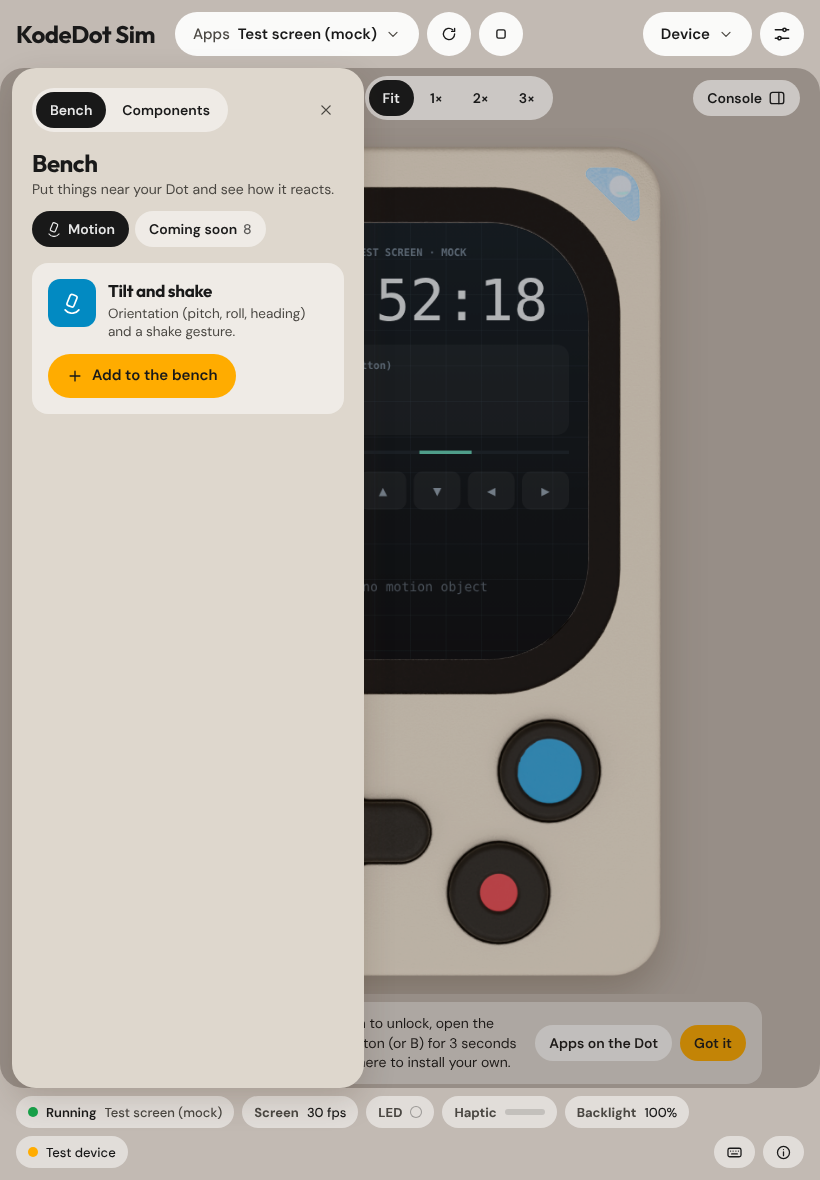 KodeDot Sim
Apps Test screen (mock)
Device
Bench
Components
Fit
1×
2×
3×
Console
Bench
Put things near your Dot and see how it reacts.
Motion
Coming soon 8
Tilt and shake
Orientation (pitch, roll, heading)
and a shake gesture.
Add to the bench
EST SCREEN · MOCK
52:18
tton)
no motion object
to unlock, open the
ton (or B) for 3 seconds
here to install your own.
Apps on the Dot
Got it
Running Test screen (mock)
Screen 30 fps
LED
Haptic
Backlight 100%
Test device